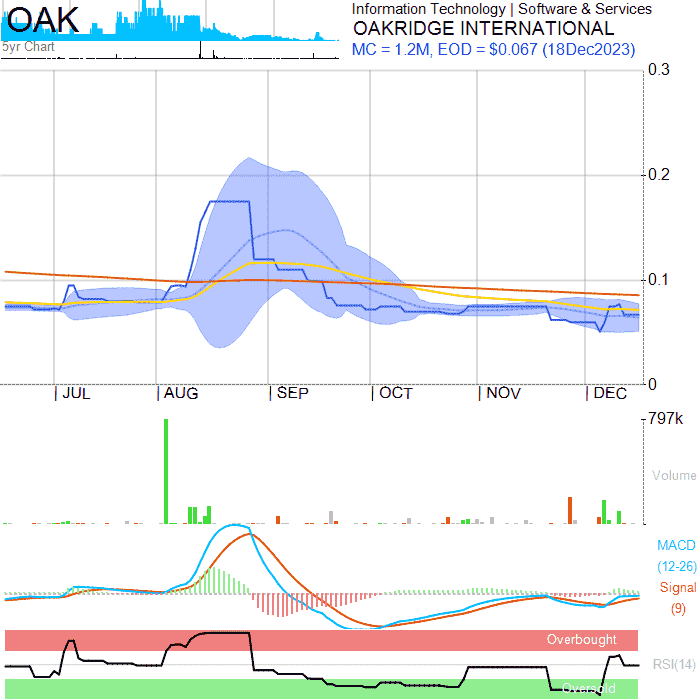 OAK
5yr Chart
Information Technology | Software & Services
OAKRIDGE INTERNATIONAL
MC = 1.2M, EOD = $0.067 (18Dec2023)
0.3
0.2
0.1
0
JUL AUG SEP OCT NOV DEC
797k
Volume
MACD
(12-26)
Signal
(9)
Overbought
RSI(14)
Oversold